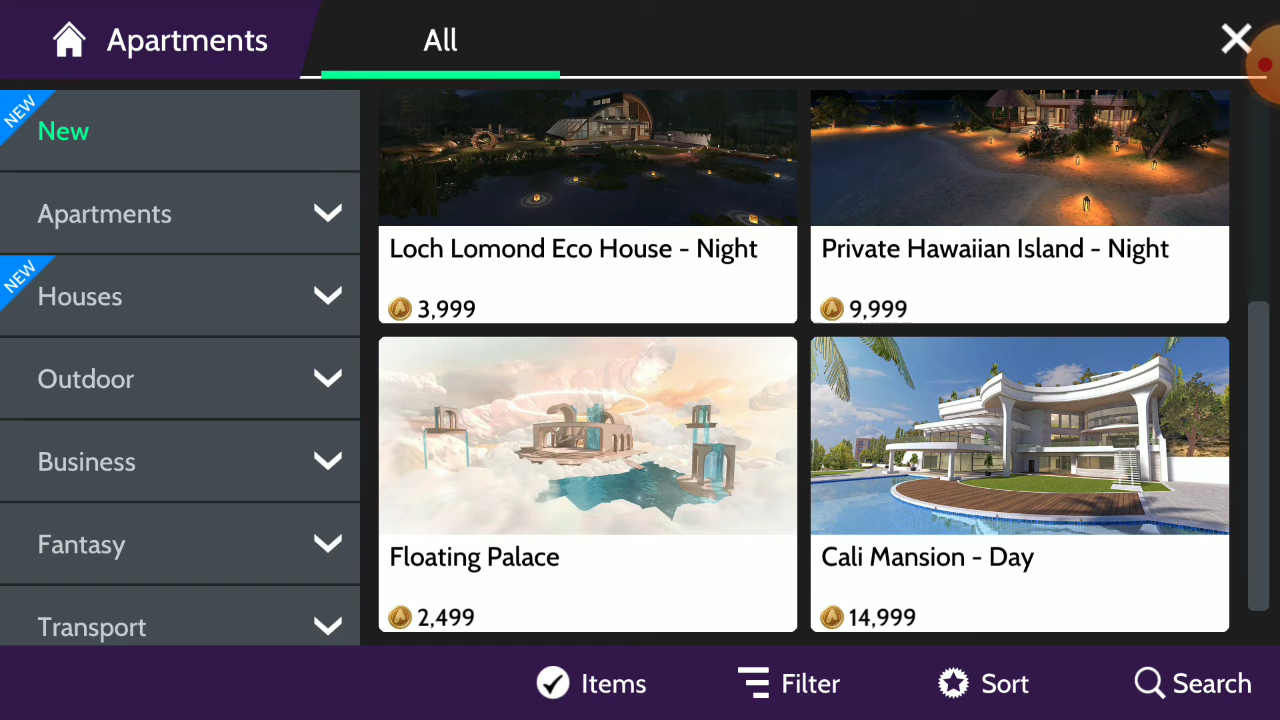 Apartments
All
NEW
New
Apartments
NEW
Houses
Outdoor
Business
Fantasy
Transport
Loch Lomond Eco House - Night
3,999
Private Hawaiian Island - Night
9,999
Floating Palace
2,499
Cali Mansion - Day
14,999
Items
Filter
Sort
Search